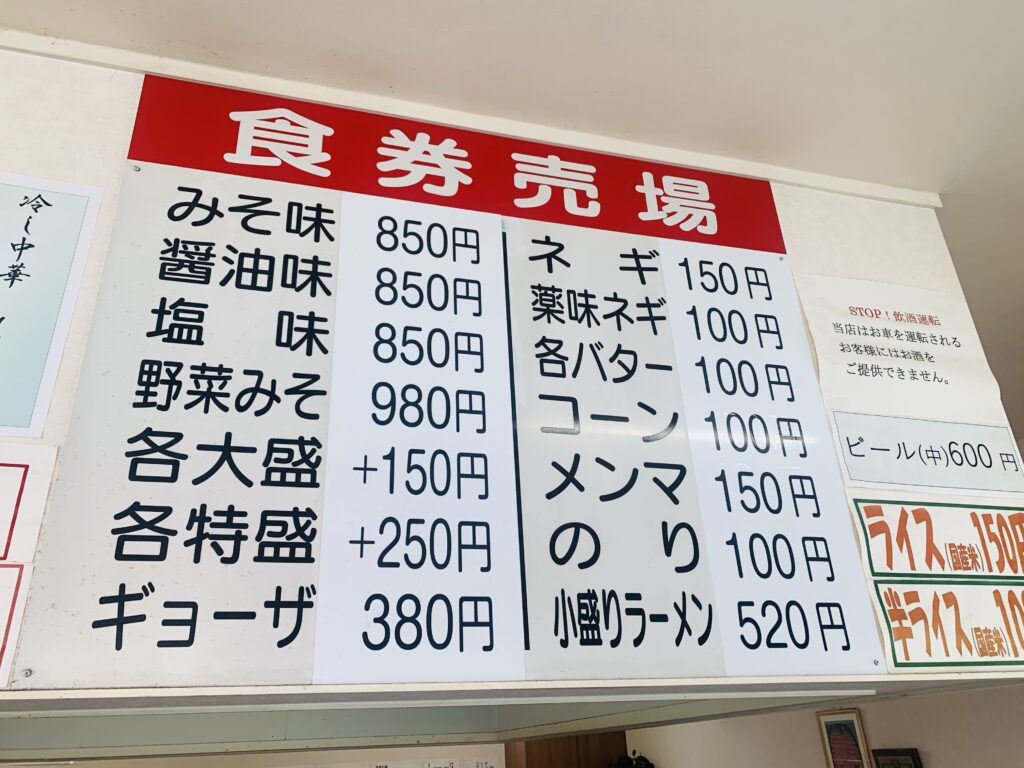 食券売場
みそ味 850円
醤油味 850円
塩味 850円
野菜みそ 980円
各大盛 +150円
各特盛 +250円
ギョーザ 380円
ネギ 150円
薬味ネギ 100円
各バター 100円
コーン 100円
メンマ 150円
のり 100円
小盛りラーメン 520円
冷し中華
STOP!飲酒運転
当店はお車を運転される
お客様にはお酒を
ご提供できません。
ビール(中)600円
ライス(国産米)150円
半ライス(国産米)10